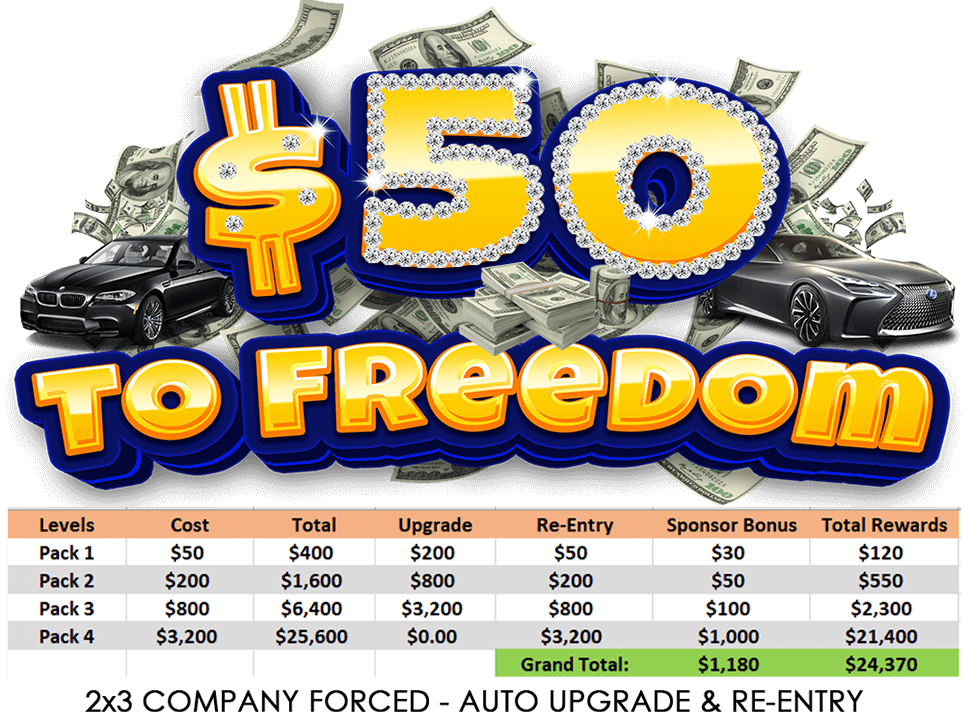 $50
TO FREEDOM
Levels Cost Total Upgrade Re-Entry Sponsor Bonus Total Rewards
Pack 1 $50 $400 $200 $50 $30 $120
Pack 2 $200 $1,600 $800 $200 $50 $550
Pack 3 $800 $6,400 $3,200 $800 $100 $2,300
Pack 4 $3,200 $25,600 $0.00 $3,200 $1,000 $21,400
Grand Total: $1,180 $24,370
2x3 COMPANY FORCED - AUTO UPGRADE & RE-ENTRY